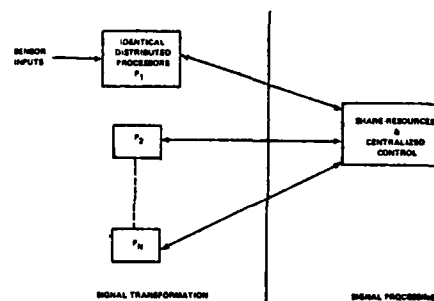 SENSOR
INPUTS
IDENTICAL
DISTRIBUTED
PROCESSORS
P1
P2
PN
SHARE RESOURCES
&
CENTRALIZED
CONTROL
SIGNAL TRANSFORMATION
SIGNAL PROCESSING